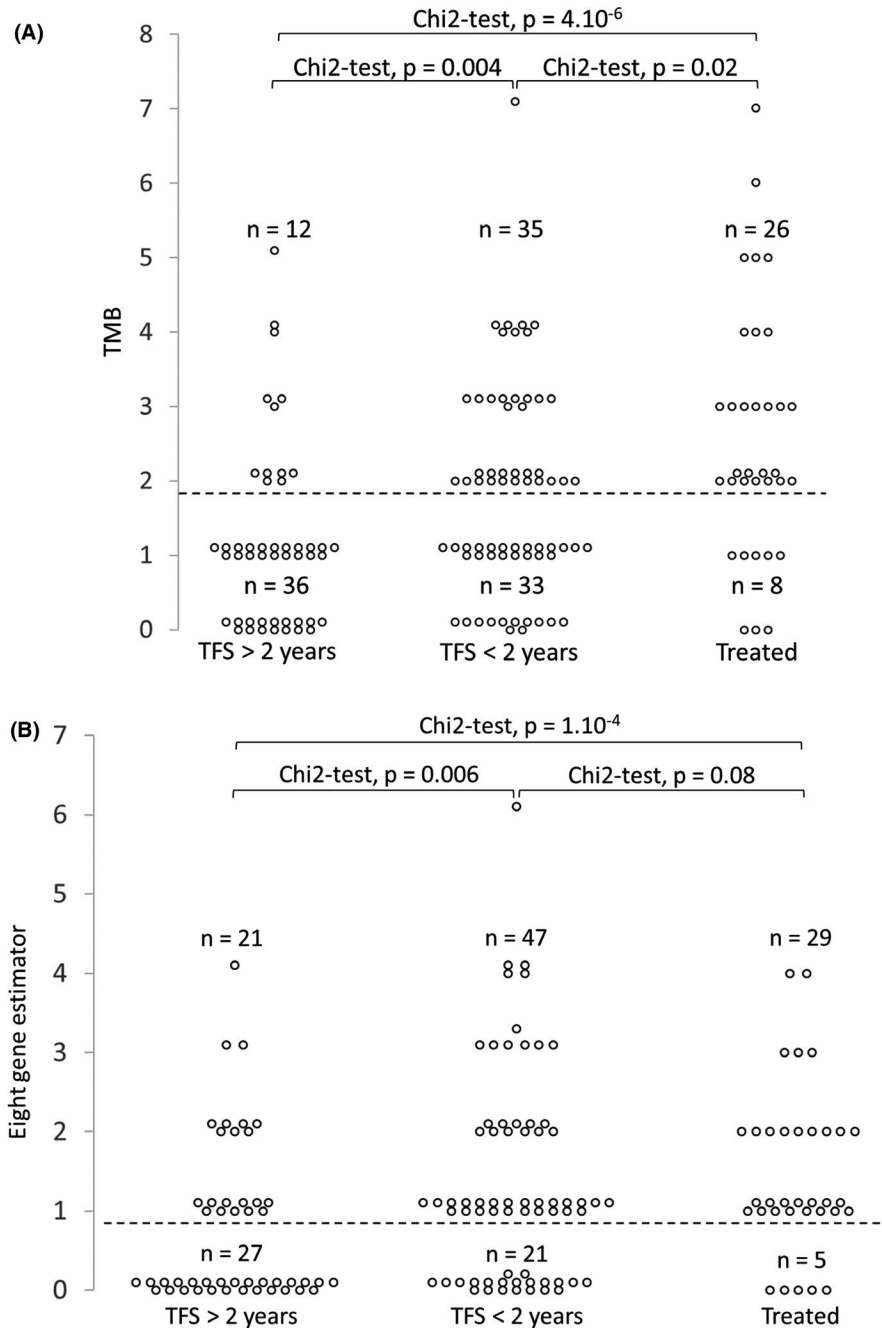 (A)
Chi2-test, p = 4.10-6
Chi2-test, p = 0.004 Chi2-test, p = 0.02
8
7
6
n = 12 n = 35 n = 26
5
TMB
4
3
2
1
n = 36 n = 33 n = 8
0
TFS > 2 years TFS < 2 years Treated
(B)
Chi2-test, p = 1.10-4
Chi2-test, p = 0.006 Chi2-test, p = 0.08
7
6
5
n = 21 n = 47 n = 29
4
Eight gene estimator
3
2
1
n = 27 n = 21 n = 5
0
TFS > 2 years TFS < 2 years Treated